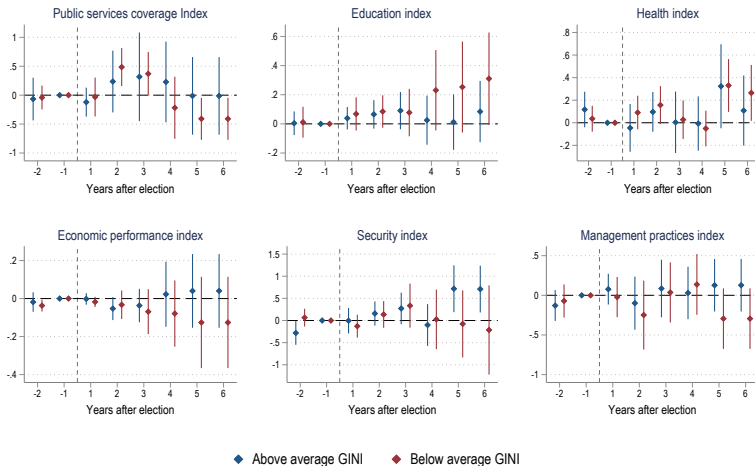 Public services coverage Index
1
.5
0
-.5
-1
-2 -1 1 2 3 4 5 6
Years after election
Education index
.6
.4
.2
0
-.2
-2 -1 1 2 3 4 5 6
Years after election
Health index
.8
.6
.4
.2
0
-.2
-2 -1 1 2 3 4 5 6
Years after election
Economic performance index
.2
0
-.2
-.4
-2 -1 1 2 3 4 5 6
Years after election
Security index
1.5
1
.5
0
-.5
-1
-2 -1 1 2 3 4 5 6
Years after election
Management practices index
.5
0
-.5
-1
-2 -1 1 2 3 4 5 6
Years after election
Above average GINI Below average GINI